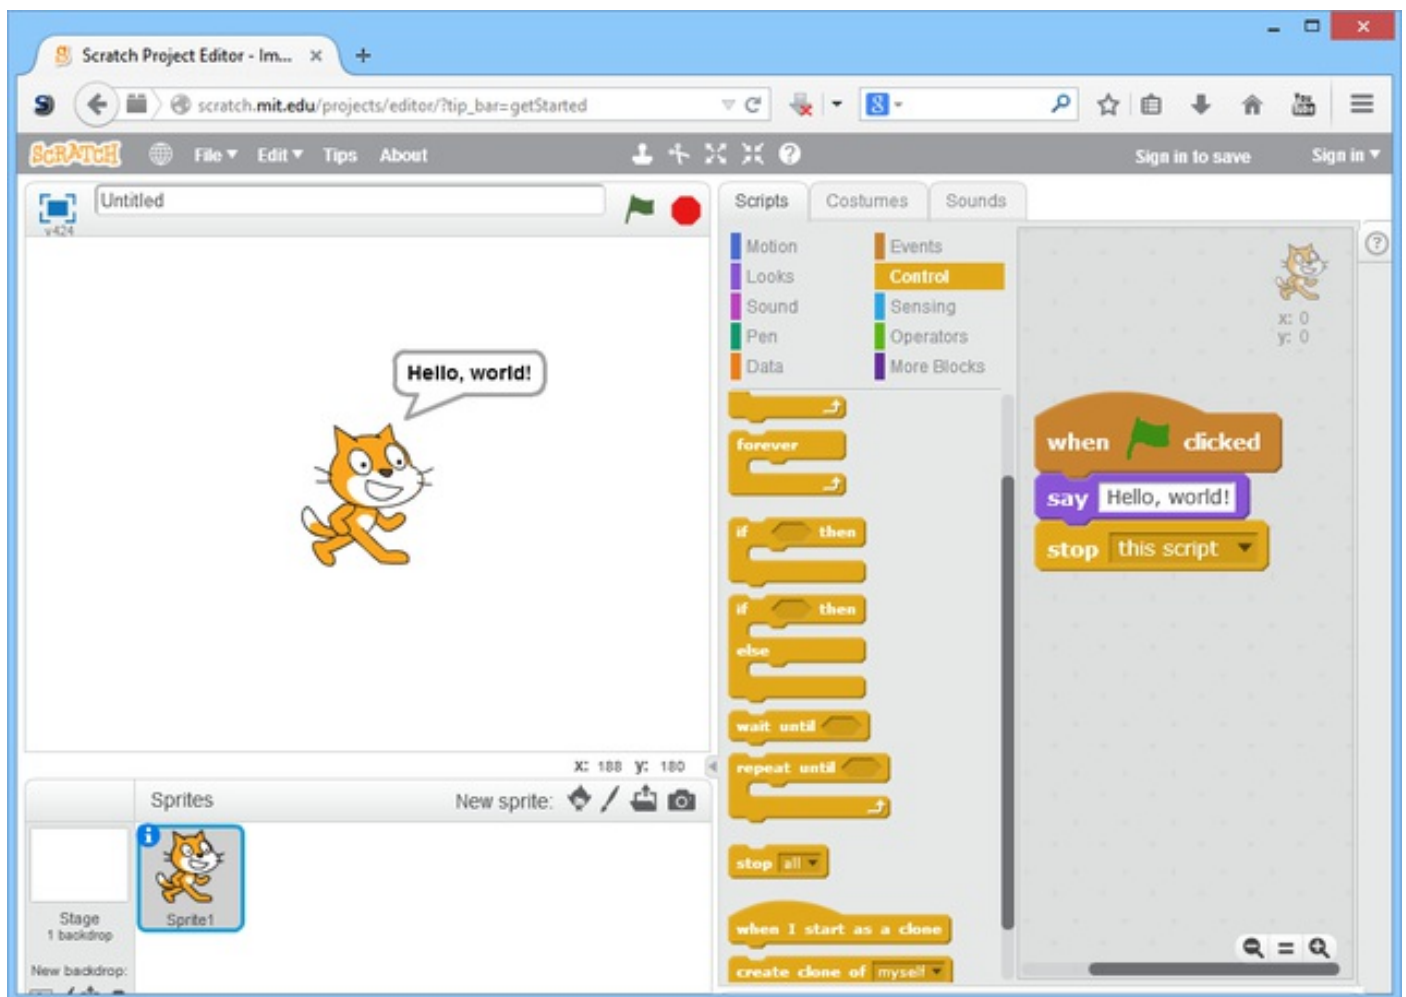 Scratch Project Editor - Im...
scratch.mit.edu/projects/editor/?tip_bar=getStarted
8
You Tube
SCRATCH File Edit Tips About
Sign in to save Sign in
v424
Untitled
Scripts Costumes Sounds
Motion Events
Looks Control
Sound Sensing
Pen Operators
Data More Blocks
x: 0
y: 0
Hello, world!
forever
if then
if then
else
wait until
repeat until
stop all
when I start as a clone
create clone of myself
when clicked
say Hello, world!
stop this script
x: 188 y: 180
Sprites New sprite:
Sprite1
Stage
1 backdrop
New backdrop: